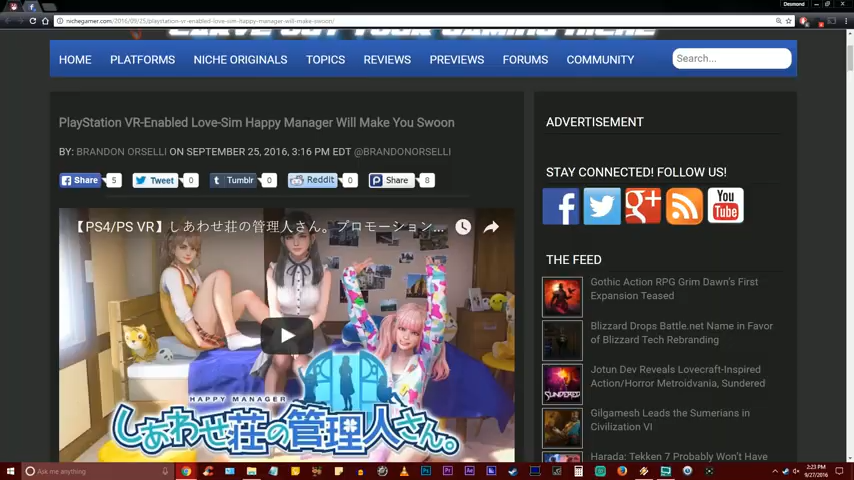 Desmond
nichegamer.com/2016/09/25/playstation-vr-enabled-love-sim-happy-manager-will-make-swoon/
HOME PLATFORMS NICHE ORIGINALS TOPICS REVIEWS PREVIEWS FORUMS COMMUNITY Search...
PlayStation VR-Enabled Love-Sim Happy Manager Will Make You Swoon
BY: BRANDON ORSELLI ON SEPTEMBER 25, 2016, 3:16 PM EDT @BRANDONORSELLI
Share 5 Tweet 0 Tumblr 0 Reddit 0 Share 8
【PS4/PS VR】しあわせ荘の管理人さん。プロモーション...
HAPPY MANAGER
しあわせ荘の管理人さん。
ADVERTISEMENT
STAY CONNECTED! FOLLOW US!
You
Tube
THE FEED
Gothic Action RPG Grim Dawn's First
Expansion Teased
Blizzard Drops Battle.net Name in Favor
of Blizzard Tech Rebranding
Jotun Dev Reveals Lovecraft-Inspired
Action/Horror Metroidvania, Sundered
SUNDERED
Gilgamesh Leads the Sumerians in
Civilization VI
Harada: Tekken 7 Probably Won't Have
Ask me anything
2:23 PM
9/27/2016